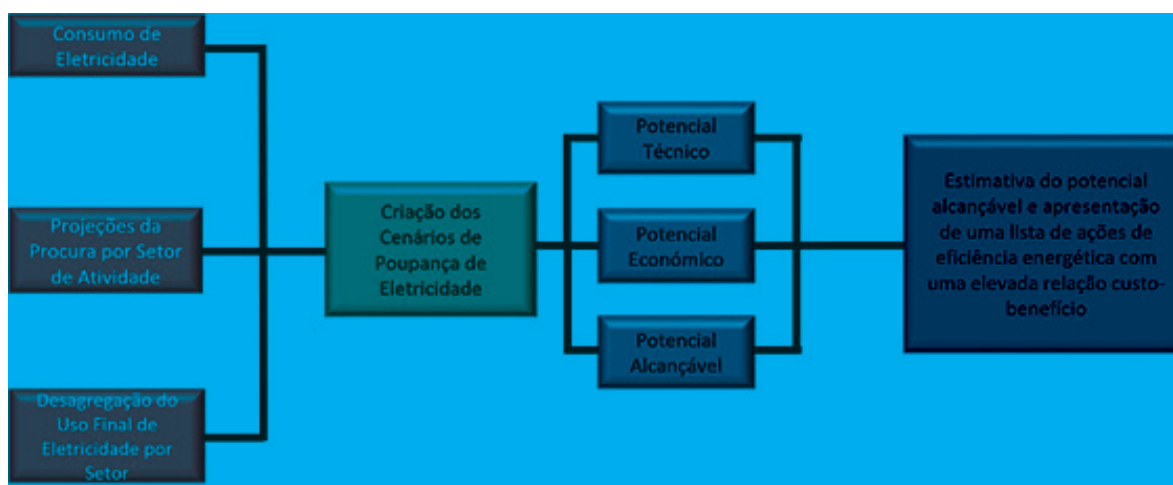 Consumo de
Eletricidade
Projeções da
Procura por Setor
de Atividade
Desagregação do
Uso Final de
Eletricidade por
Setor
Criação dos
Cenários de
Poupança de
Eletricidade
Potencial
Técnico
Potencial
Económico
Potencial
Alcançável
Estimativa do potencial
alcançável e apresentação
de uma lista de ações de
eficiência energética com
uma elevada relação custo-
benefício